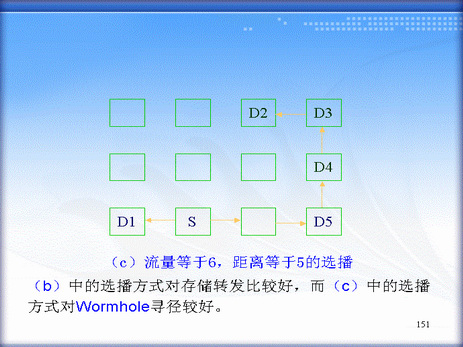 D2 D3
D4
D1 S D5
（c）流量等于6，距离等于5的选播
（b）中的选播方式对存储转发比较好，而（c）中的选播
方式对Wormhole寻径较好。
151